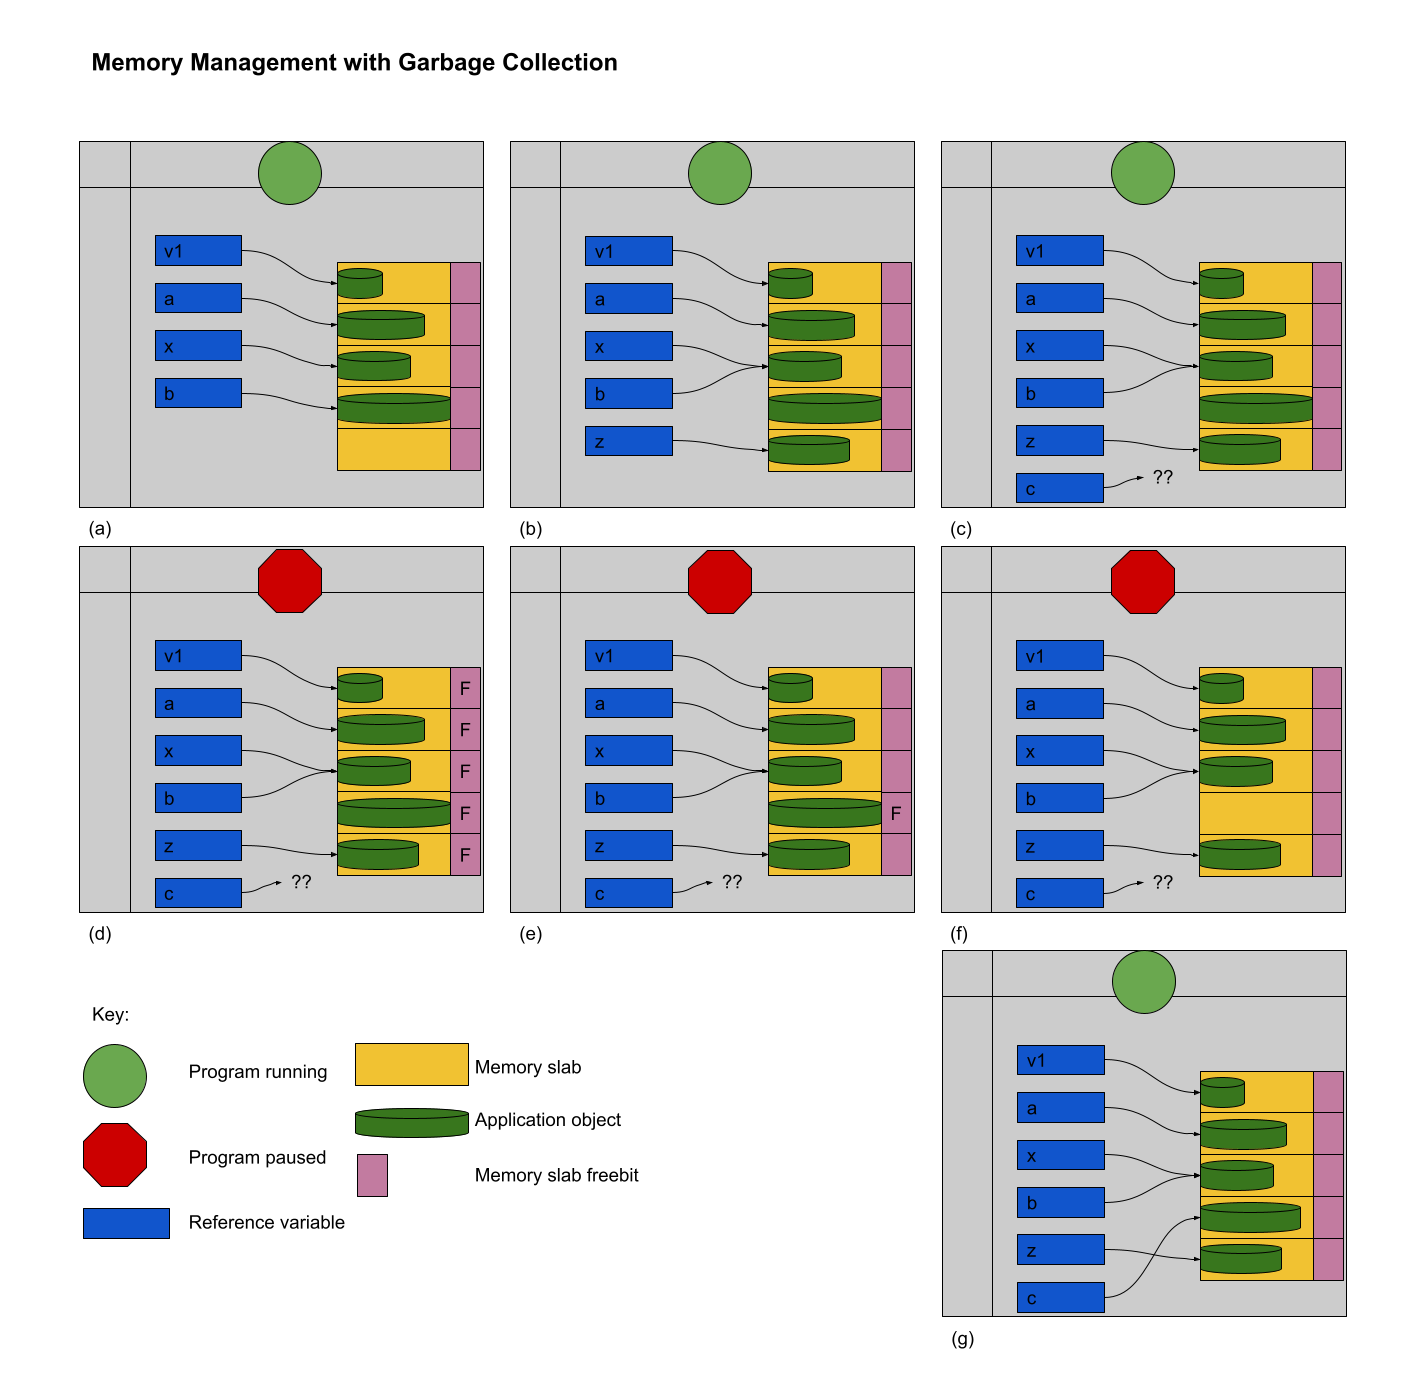 Memory Management with Garbage Collection
v1
a
x
b
(a)
v1
a
x
b
z
(b)
v1
a
x
b
z
c
??
(c)
v1
a
x
b
z
c
??
F
F
F
F
F
(d)
v1
a
x
b
z
c
??
F
(e)
v1
a
x
b
z
c
??
(f)
v1
a
x
b
z
c
(g)
Key:
Program running
Program paused
Reference variable
Memory slab
Application object
Memory slab freebit